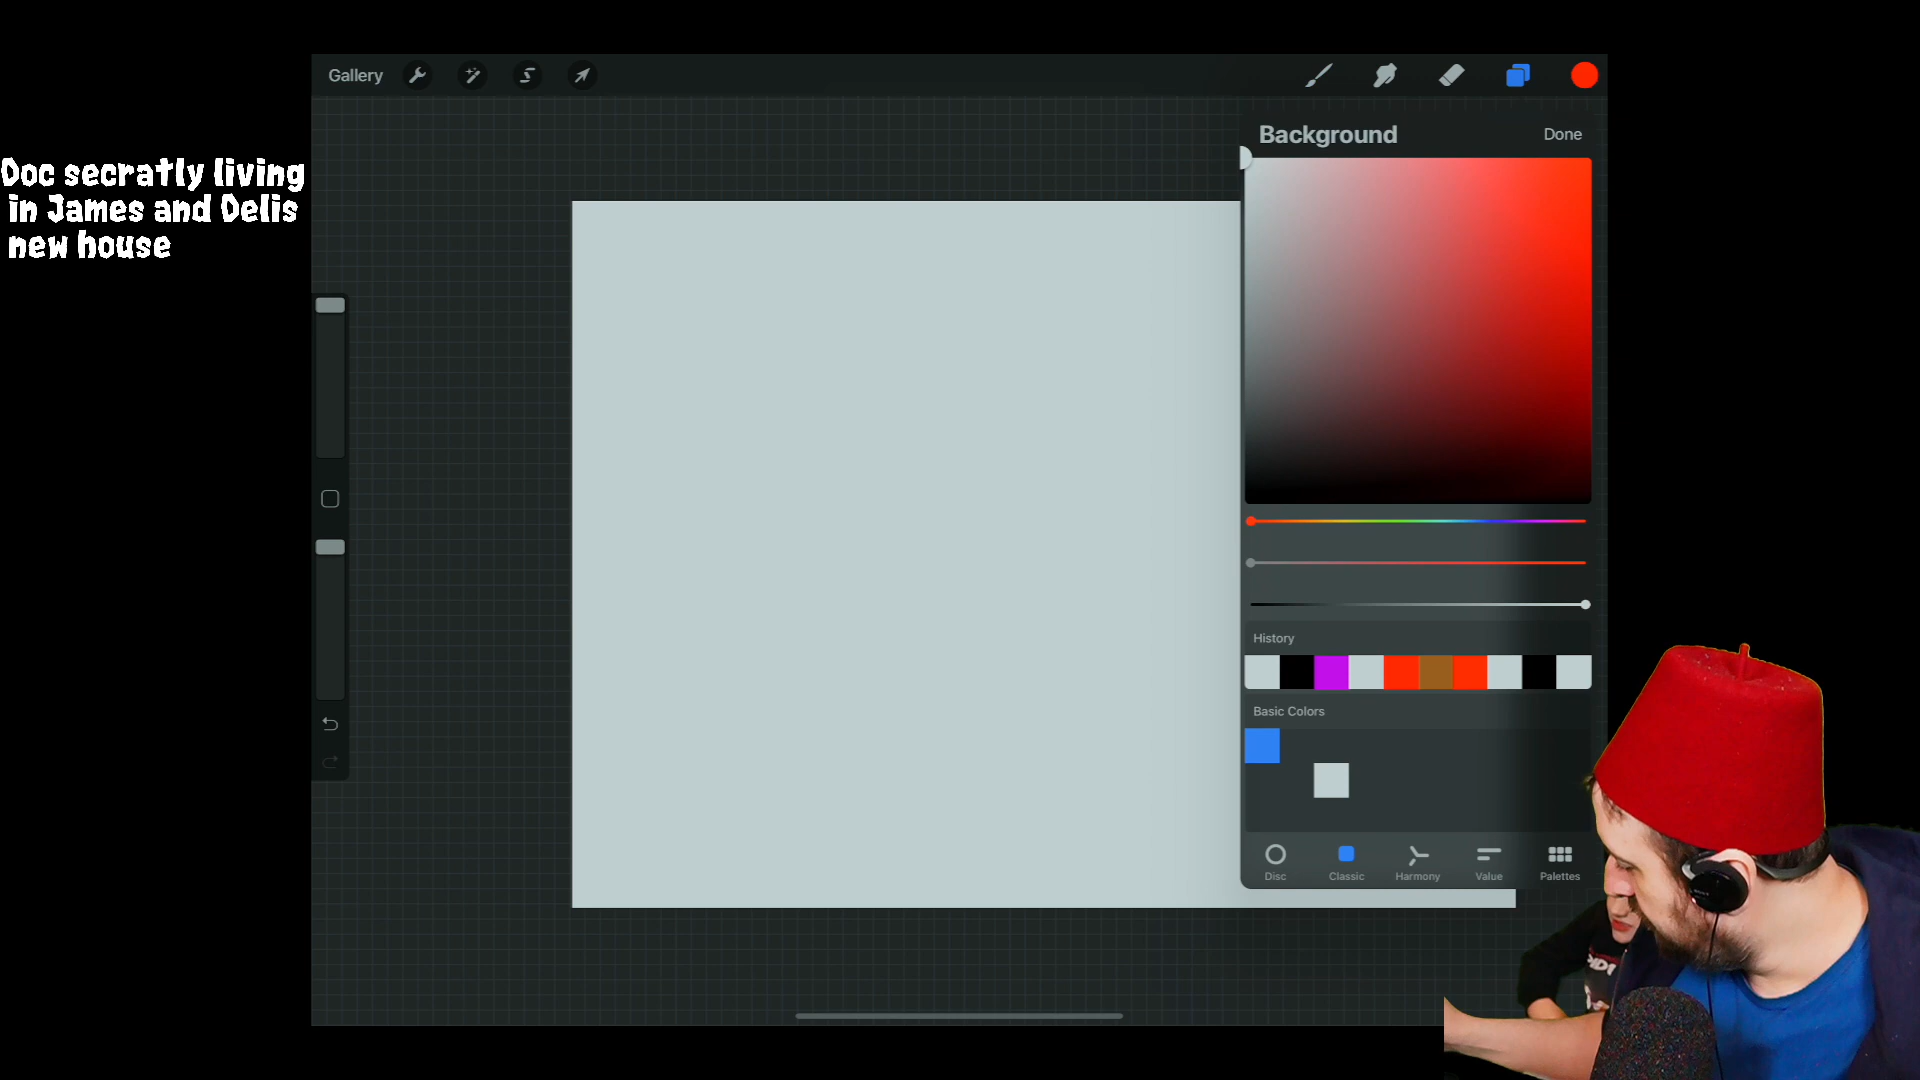 Gallery
Background
Done
Doc secratly living
in James and Delis
new house
History
Basic Colors
Disc
Classic
Harmony
Value
Palettes